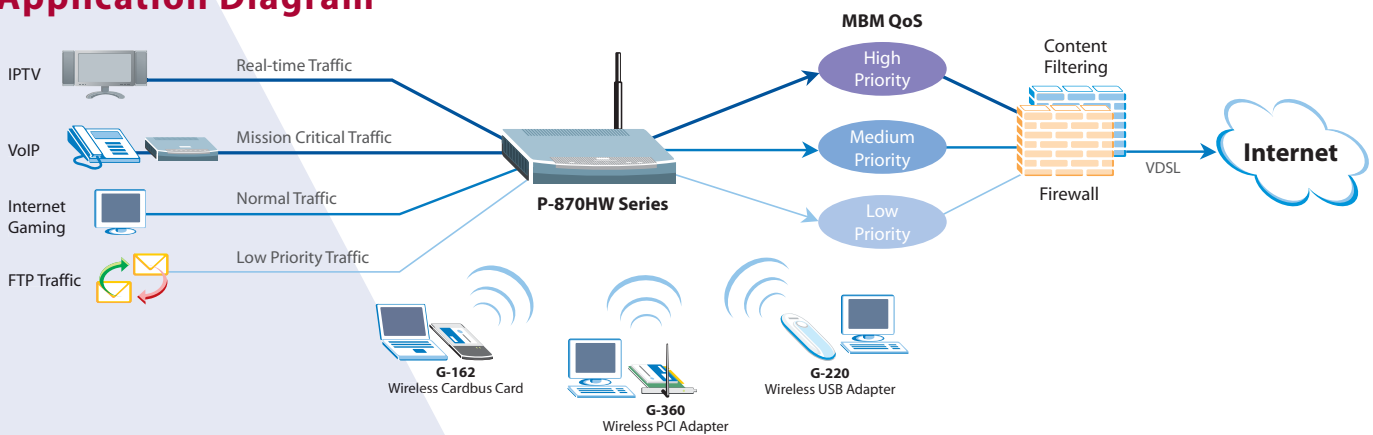 Application Diagram
MBM QoS
IPTV
Real-time Traffic
High
Priority
Content
Filtering
VoIP
Mission Critical Traffic
Medium
Priority
Internet
VDSL
Internet
Gaming
Normal Traffic
P-870HW Series
Firewall
Low
Priority
FTP Traffic
Low Priority Traffic
G-162
Wireless Cardbus Card
G-360
Wireless PCI Adapter
G-220
Wireless USB Adapter